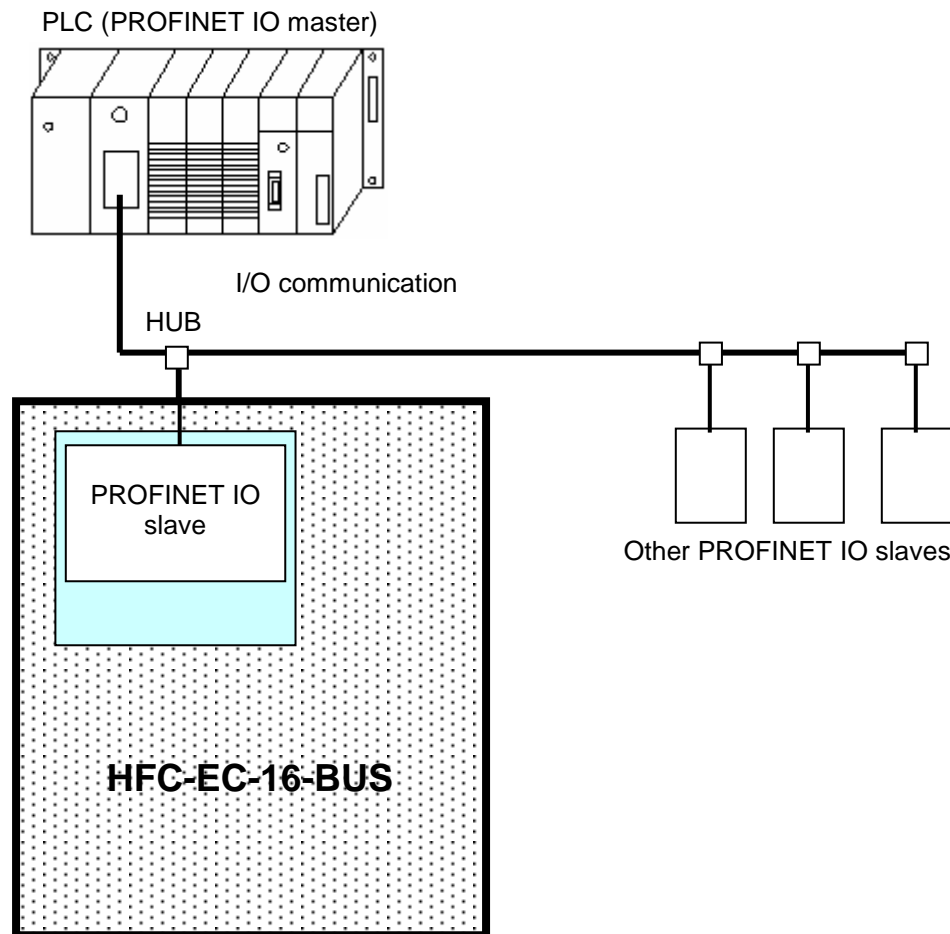 PLC (PROFINET IO master)
I/O communication
HUB
PROFINET IO
slave
Other PROFINET IO slaves
HFC-EC-16-BUS